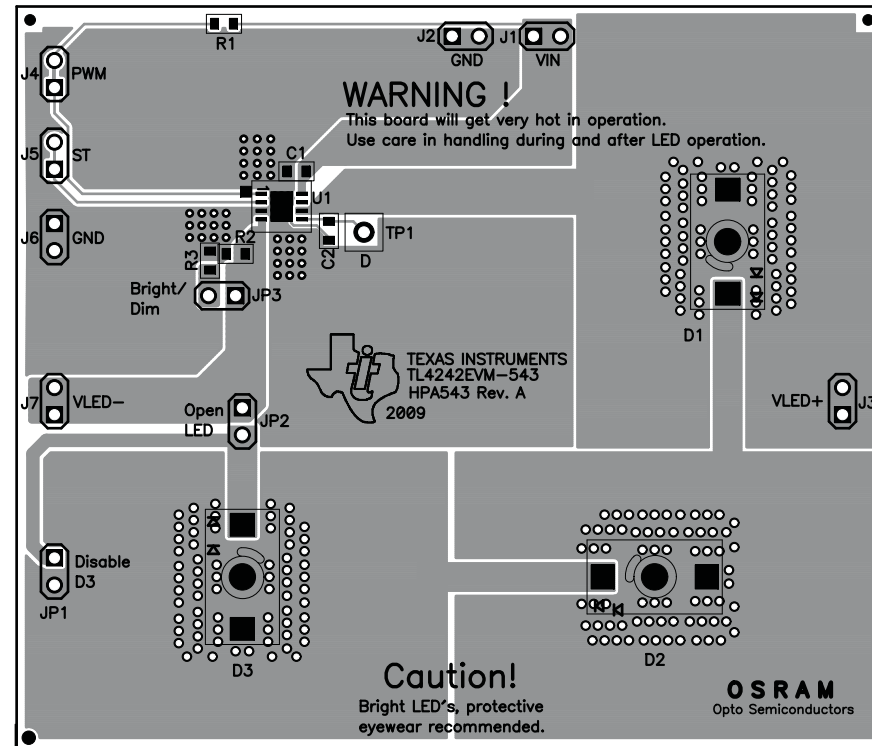 R1
J2
GND
J1
VIN
J4
PWM
WARNING !
This board will get very hot in operation.
Use care in handling during and after LED operation.
J5
ST
C1
U1
J6
GND
R3
R2
C2
TP1
D
Bright/
Dim
JP3
D1
TEXAS INSTRUMENTS
TL4242EVM-543
HPA543 Rev. A
2009
J7
VLED-
Open
LED
JP2
VLED+
J3
Disable
D3
JP1
D3
D2
Caution!
Bright LED's, protective
eyewear recommended.
OSRAM
Opto Semiconductors